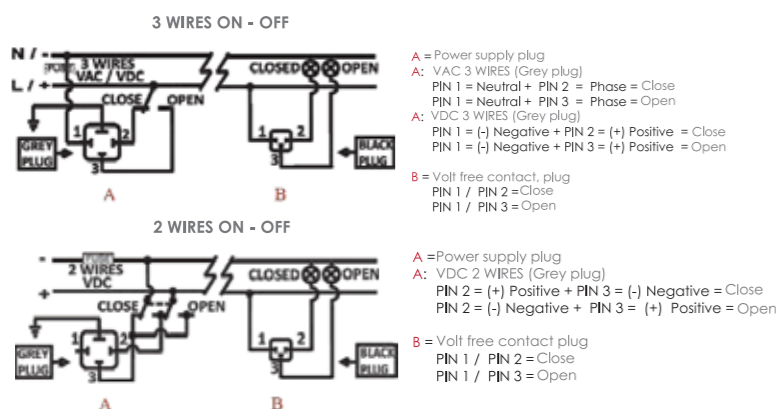 3 WIRES ON - OFF
N / -
3 WIRES
VAC / VDC
L / +
CLOSE
OPEN
CLOSED
OPEN
1
2
3
GREY
PLUG
A
1
2
3
BLACK
PLUG
B
A = Power supply plug
A: VAC 3 WIRES (Grey plug)
PIN 1 = Neutral + PIN 2 = Phase = Close
PIN 1 = Neutral + PIN 3 = Phase = Open
A: VDC 3 WIRES (Grey plug)
PIN 1 = (-) Negative + PIN 2 = (+) Positive = Close
PIN 1 = (-) Negative + PIN 3 = (+) Positive = Open
B = Volt free contact, plug
PIN 1 / PIN 2 = Close
PIN 1 / PIN 3 = Open
2 WIRES ON - OFF
-
FUSE
2 WIRES
VDC
+
CLOSE
OPEN
CLOSED
OPEN
1
2
3
GREY
PLUG
A
1
2
3
BLACK
PLUG
B
A = Power supply plug
A: VDC 2 WIRES (Grey plug)
PIN 2 = (+) Positive + PIN 3 = (-) Negative = Close
PIN 2 = (-) Negative + PIN 3 = (+) Positive = Open
B = Volt free contact plug
PIN 1 / PIN 2 = Close
PIN 1 / PIN 3 = Open